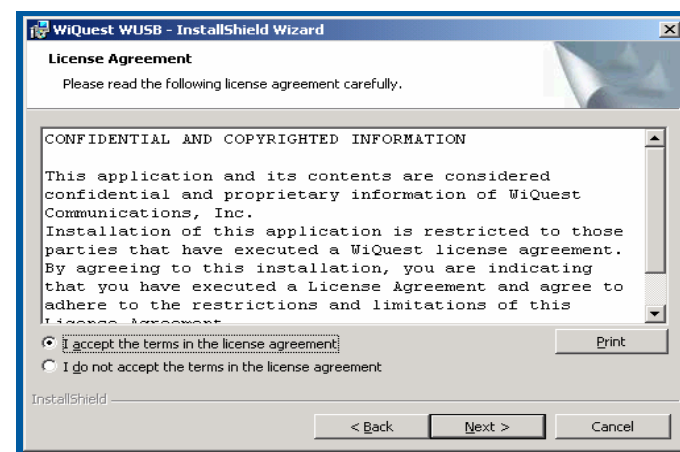 WiQuest WUSB - InstallShield Wizard
License Agreement
Please read the following license agreement carefully.
CONFIDENTIAL AND COPYRIGHTED INFORMATION
This application and its contents are considered
confidential and proprietary information of WiQuest
Communications, Inc.
Installation of this application is restricted to those
parties that have executed a WiQuest license agreement.
By agreeing to this installation, you are indicating
that you have executed a License Agreement and agree to
adhere to the restrictions and limitations of this
License Agreement
I accept the terms in the license agreement
Print
I do not accept the terms in the license agreement
InstallShield
< Back
Next >
Cancel